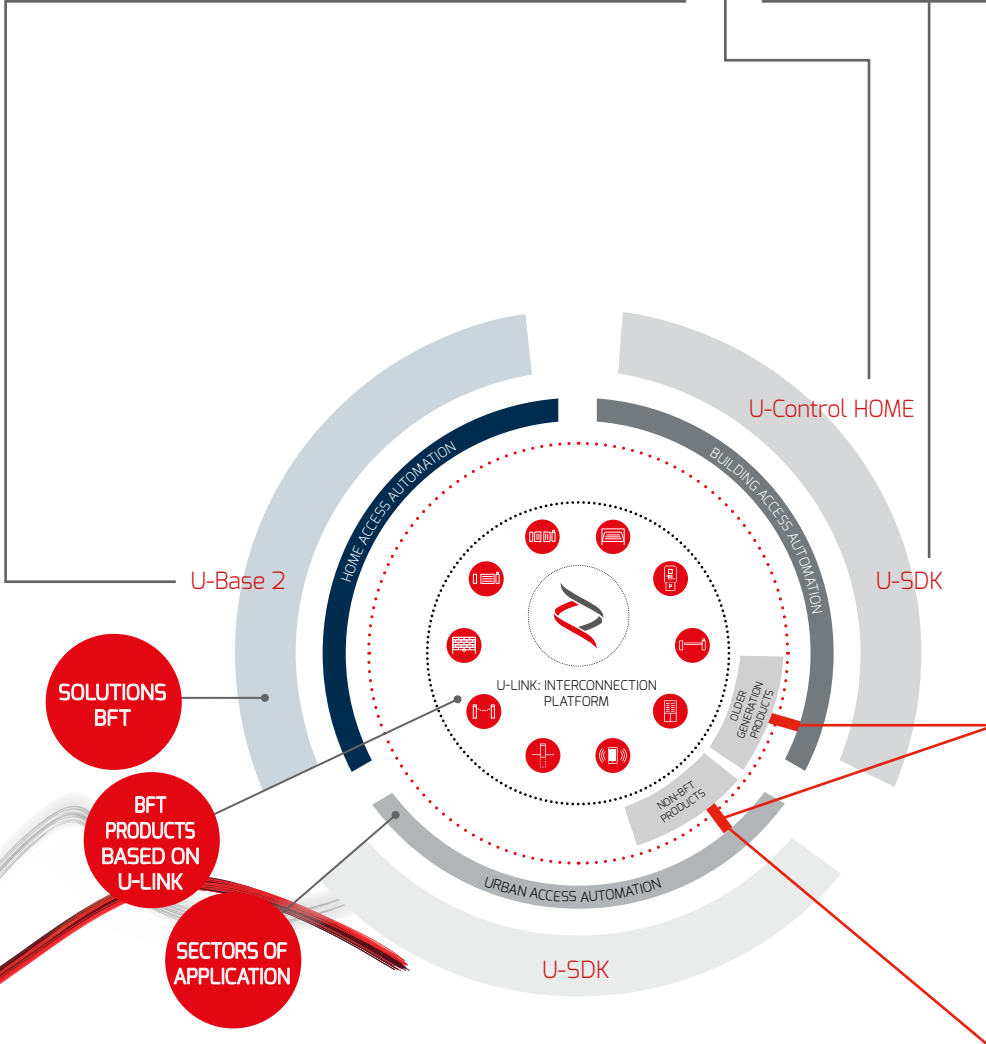 U-Control HOME
HOME ACCESS AUTOMATION
BUILDING ACCESS AUTOMATION
U-Base 2
U-SDK
P
U-LINK: INTERCONNECTION
PLATFORM
OLDER
GENERATION
PRODUCTS
NON-BFT
PRODUCTS
SOLUTIONS
BFT
BFT
PRODUCTS
BASED ON
U-LINK
URBAN ACCESS AUTOMATION
SECTORS OF
APPLICATION
U-SDK